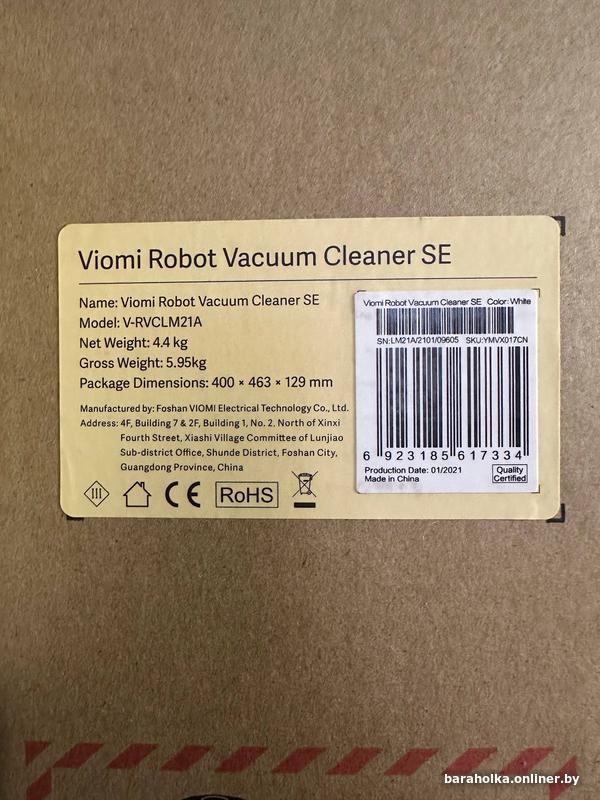 Viomi Robot Vacuum Cleaner SE
Name: Viomi Robot Vacuum Cleaner SE
Model: V-RVCLM21A
Net Weight: 4.4 kg
Gross Weight: 5.95kg
Package Dimensions: 400 × 463 × 129 mm
Manufactured by: Foshan VIOMI Electrical Technology Co., Ltd.
Address: 4F, Building 7 & 2F, Building 1, No. 2. North of Xinxi
Fourth Street, Xiashi Village Committee of Lunjiao
Sub-district Office, Shunde District, Foshan City,
Guangdong Province, China
III
CE
RoHS
Viomi Robot Vacuum Cleaner SE Color: White
SN:LM21A/2101/09605 SKU:YMVX017CN
6 923185 617334
Production Date: 01/2021
Made in China
Quality
Certified
baraholka.onliner.by